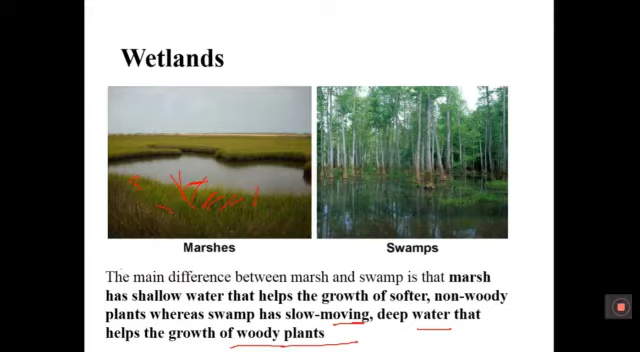 Wetlands
Marshes
Swamps
The main difference between marsh and swamp is that marsh
has shallow water that helps the growth of softer, non-woody
plants whereas swamp has slow-moving, deep water that
helps the growth of woody plants